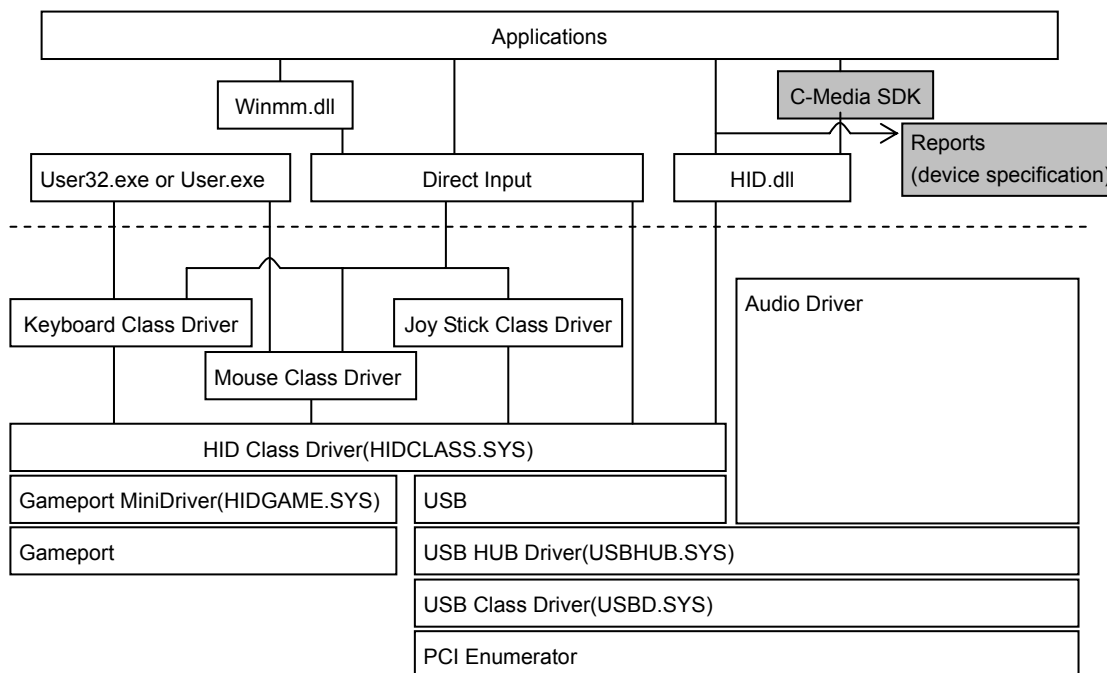 Applications
Winmm.dll
C-Media SDK
Reports
(device specification)
User32.exe or User.exe
Direct Input
HID.dll
Keyboard Class Driver
Joy Stick Class Driver
Audio Driver
Mouse Class Driver
HID Class Driver(HIDCLASS.SYS)
Gameport MiniDriver(HIDGAME.SYS)
USB
Gameport
USB HUB Driver(USBHUB.SYS)
USB Class Driver(USBD.SYS)
PCI Enumerator